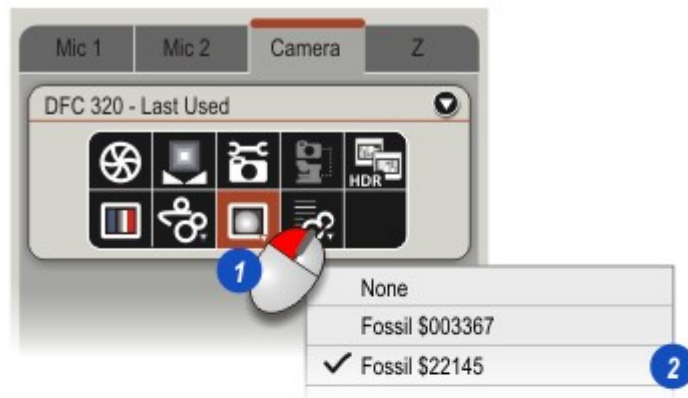 Mic 1 Mic 2 Camera Z
DFC 320 - Last Used
HDR
1
None
Fossil $003367
Fossil $22145
2